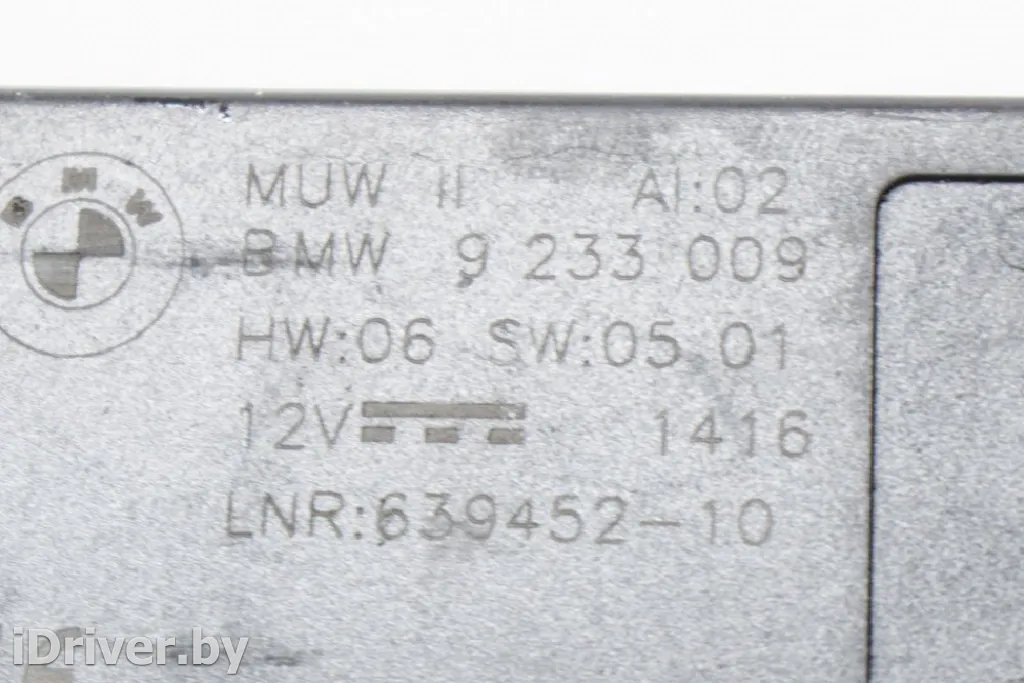 BMW
MUW II AI:02
BMW 9 233 009
HW:06 SW:05 01
12V 1416
LNR:639452-10
iDriver.by